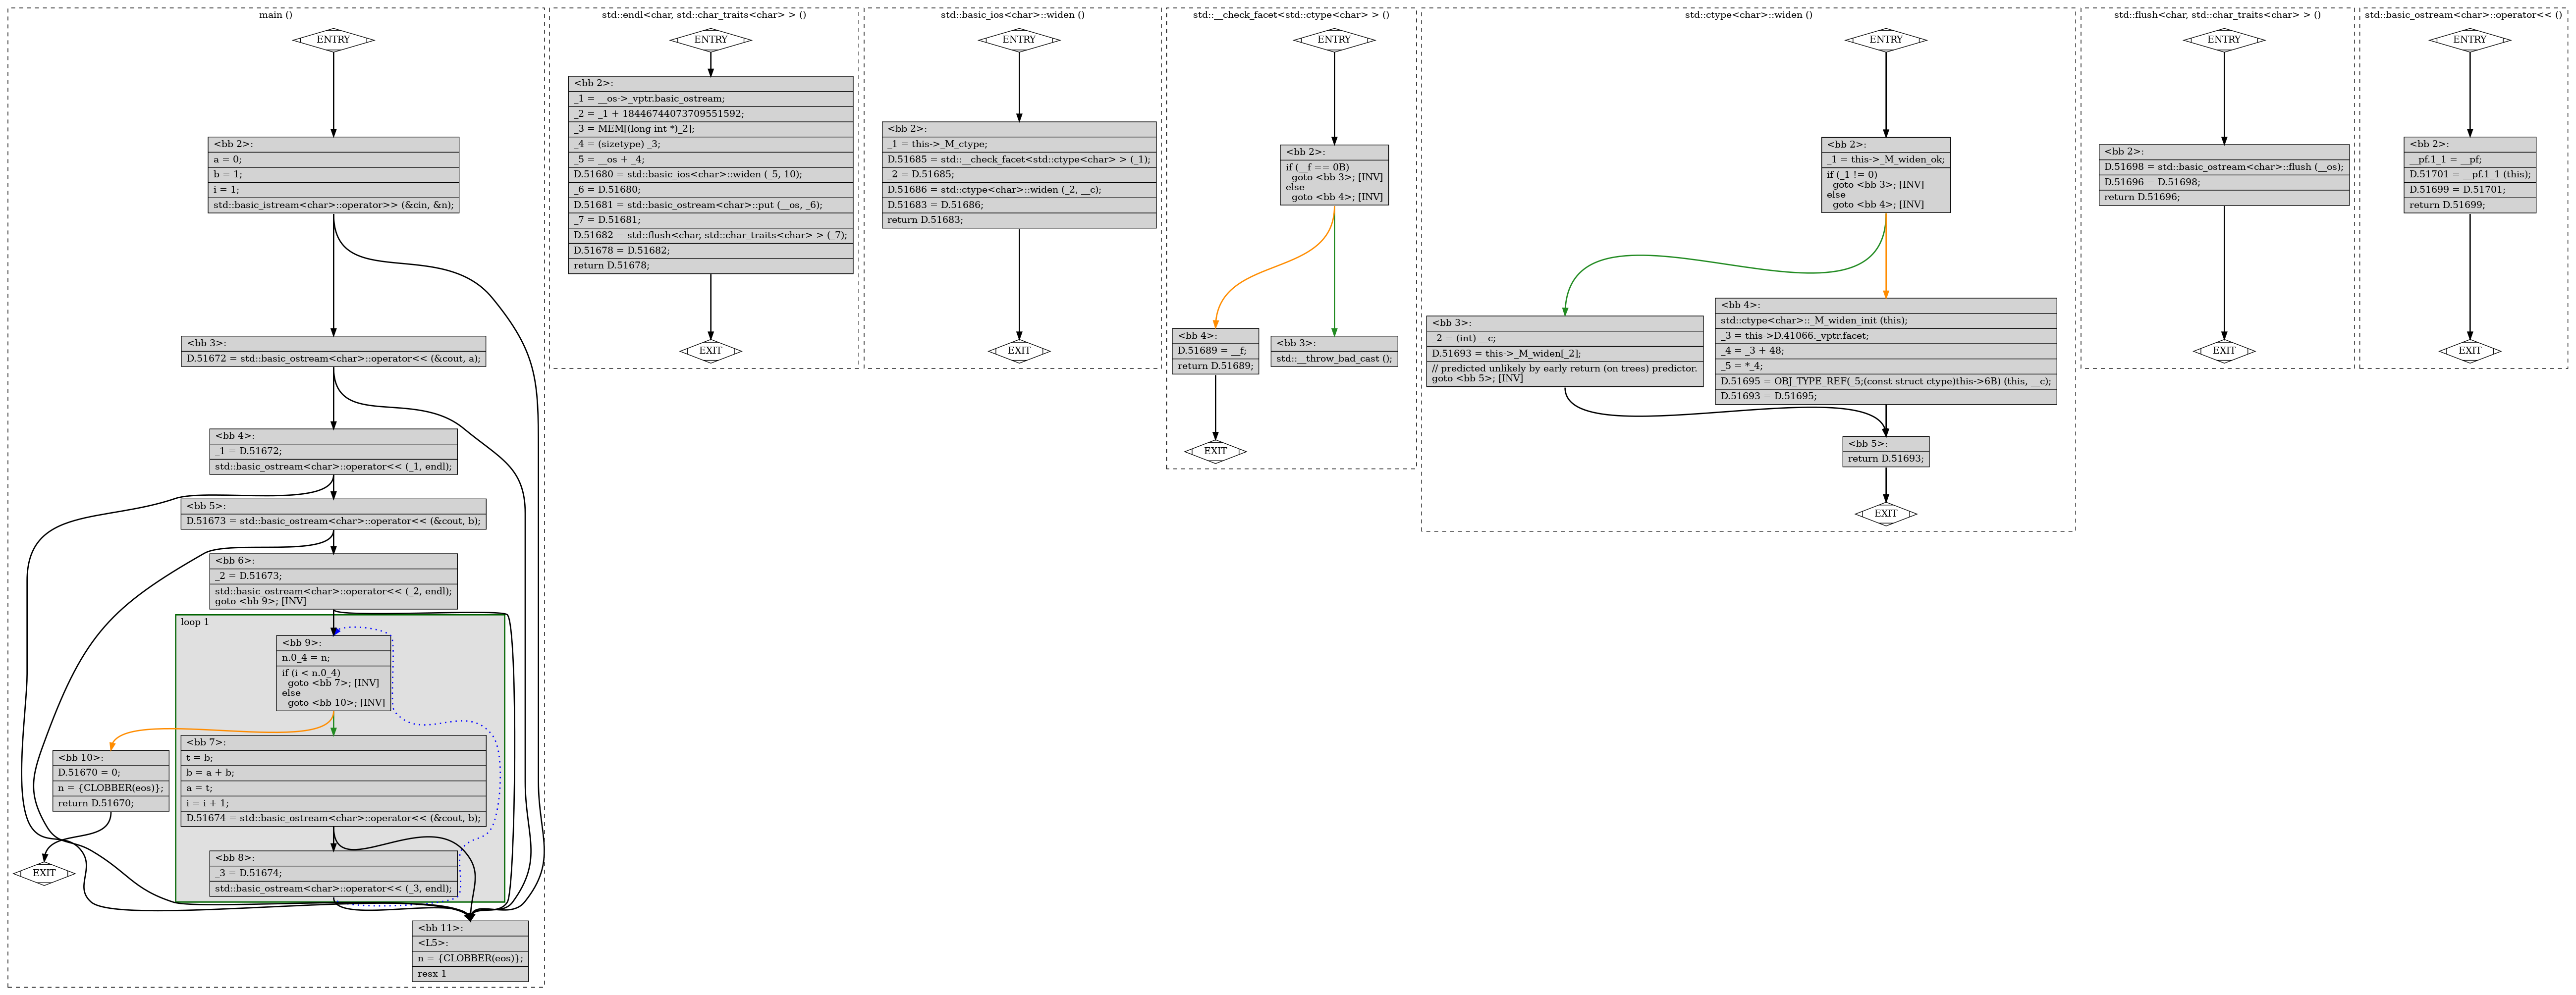 main ()
ENTRY
<bb 2>:
a = 0;
b = 1;
i = 1;
std::basic_istream<char>::operator>> (&cin, &n);
<bb 3>:
D.51672 = std::basic_ostream<char>::operator<< (&cout, a);
<bb 4>:
_1 = D.51672;
std::basic_ostream<char>::operator<< (_1, endl);
<bb 5>:
D.51673 = std::basic_ostream<char>::operator<< (&cout, b);
<bb 6>:
_2 = D.51673;
std::basic_ostream<char>::operator<< (_2, endl);
goto <bb 9>; [INV]
loop 1
<bb 9>:
n.0_4 = n;
if (i < n.0_4)
goto <bb 7>; [INV]
else
goto <bb 10>; [INV]
<bb 7>:
t = b;
b = a + b;
a = t;
i = i + 1;
D.51674 = std::basic_ostream<char>::operator<< (&cout, b);
<bb 10>:
D.51670 = 0;
n = {CLOBBER(eos)};
return D.51670;
EXIT
<bb 8>:
_3 = D.51674;
std::basic_ostream<char>::operator<< (_3, endl);
<bb 11>:
<L5>:
n = {CLOBBER(eos)};
resx 1
std::endl<char, std::char_traits<char> > ()
ENTRY
<bb 2>:
_1 = __os->_vptr.basic_ostream;
_2 = _1 + 18446744073709551592;
_3 = MEM[(long int *)_2];
_4 = (sizetype) _3;
_5 = __os + _4;
D.51680 = std::basic_ios<char>::widen (_5, 10);
_6 = D.51680;
D.51681 = std::basic_ostream<char>::put (__os, _6);
_7 = D.51681;
D.51682 = std::flush<char, std::char_traits<char> > (_7);
D.51678 = D.51682;
return D.51678;
EXIT
std::basic_ios<char>::widen ()
ENTRY
<bb 2>:
_1 = this->_M_ctype;
D.51685 = std::__check_facet<std::ctype<char> > (_1);
_2 = D.51685;
D.51686 = std::ctype<char>::widen (_2, __c);
D.51683 = D.51686;
return D.51683;
EXIT
std::__check_facet<std::ctype<char> > ()
ENTRY
<bb 2>:
if (__f == 0B)
goto <bb 3>; [INV]
else
goto <bb 4>; [INV]
<bb 4>:
D.51689 = __f;
return D.51689;
<bb 3>:
std::__throw_bad_cast ();
EXIT
std::ctype<char>::widen ()
ENTRY
<bb 2>:
_1 = this->_M_widen_ok;
if (_1 != 0)
goto <bb 3>; [INV]
else
goto <bb 4>; [INV]
<bb 3>:
_2 = (int) __c;
D.51693 = this->_M_widen[_2];
// predicted unlikely by early return (on trees) predictor.
goto <bb 5>; [INV]
<bb 4>:
std::ctype<char>::_M_widen_init (this);
_3 = this->D.41066._vptr.facet;
_4 = _3 + 48;
_5 = *_4;
D.51695 = OBJ_TYPE_REF(_5;(const struct ctype)this->6B) (this, __c);
D.51693 = D.51695;
<bb 5>:
return D.51693;
EXIT
std::flush<char, std::char_traits<char> > ()
ENTRY
<bb 2>:
D.51698 = std::basic_ostream<char>::flush (__os);
D.51696 = D.51698;
return D.51696;
EXIT
std::basic_ostream<char>::operator<< ()
ENTRY
<bb 2>:
__pf.1_1 = __pf;
D.51701 = __pf.1_1 (this);
D.51699 = D.51701;
return D.51699;
EXIT